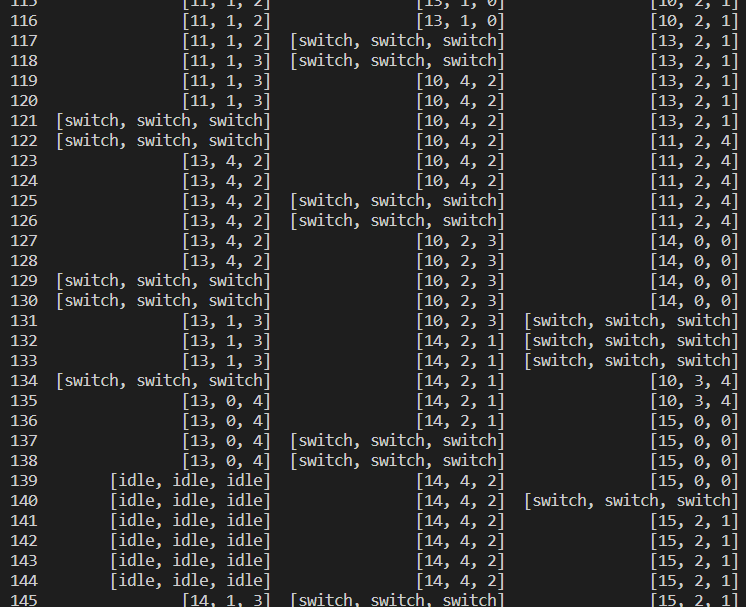 115 [11, 1, 2] [13, 1, 0] [10, 2, 1]
116 [11, 1, 2] [13, 1, 0] [10, 2, 1]
117 [11, 1, 2] [switch, switch, switch] [13, 2, 1]
118 [11, 1, 3] [switch, switch, switch] [13, 2, 1]
119 [11, 1, 3] [10, 4, 2] [13, 2, 1]
120 [11, 1, 3] [10, 4, 2] [13, 2, 1]
121 [switch, switch, switch] [10, 4, 2] [13, 2, 1]
122 [switch, switch, switch] [10, 4, 2] [11, 2, 4]
123 [13, 4, 2] [10, 4, 2] [11, 2, 4]
124 [13, 4, 2] [10, 4, 2] [11, 2, 4]
125 [13, 4, 2] [switch, switch, switch] [11, 2, 4]
126 [13, 4, 2] [switch, switch, switch] [11, 2, 4]
127 [13, 4, 2] [10, 2, 3] [14, 0, 0]
128 [13, 4, 2] [10, 2, 3] [14, 0, 0]
129 [switch, switch, switch] [10, 2, 3] [14, 0, 0]
130 [switch, switch, switch] [10, 2, 3] [14, 0, 0]
131 [13, 1, 3] [10, 2, 3] [switch, switch, switch]
132 [13, 1, 3] [14, 2, 1] [switch, switch, switch]
133 [13, 1, 3] [14, 2, 1] [switch, switch, switch]
134 [switch, switch, switch] [14, 2, 1] [10, 3, 4]
135 [13, 0, 4] [14, 2, 1] [10, 3, 4]
136 [13, 0, 4] [14, 2, 1] [15, 0, 0]
137 [13, 0, 4] [switch, switch, switch] [15, 0, 0]
138 [13, 0, 4] [switch, switch, switch] [15, 0, 0]
139 [idle, idle, idle] [14, 4, 2] [15, 0, 0]
140 [idle, idle, idle] [14, 4, 2] [switch, switch, switch]
141 [idle, idle, idle] [14, 4, 2] [15, 2, 1]
142 [idle, idle, idle] [14, 4, 2] [15, 2, 1]
143 [idle, idle, idle] [14, 4, 2] [15, 2, 1]
144 [idle, idle, idle] [14, 4, 2] [15, 2, 1]
145 [14, 1, 3] [switch, switch, switch] [15, 2, 1]